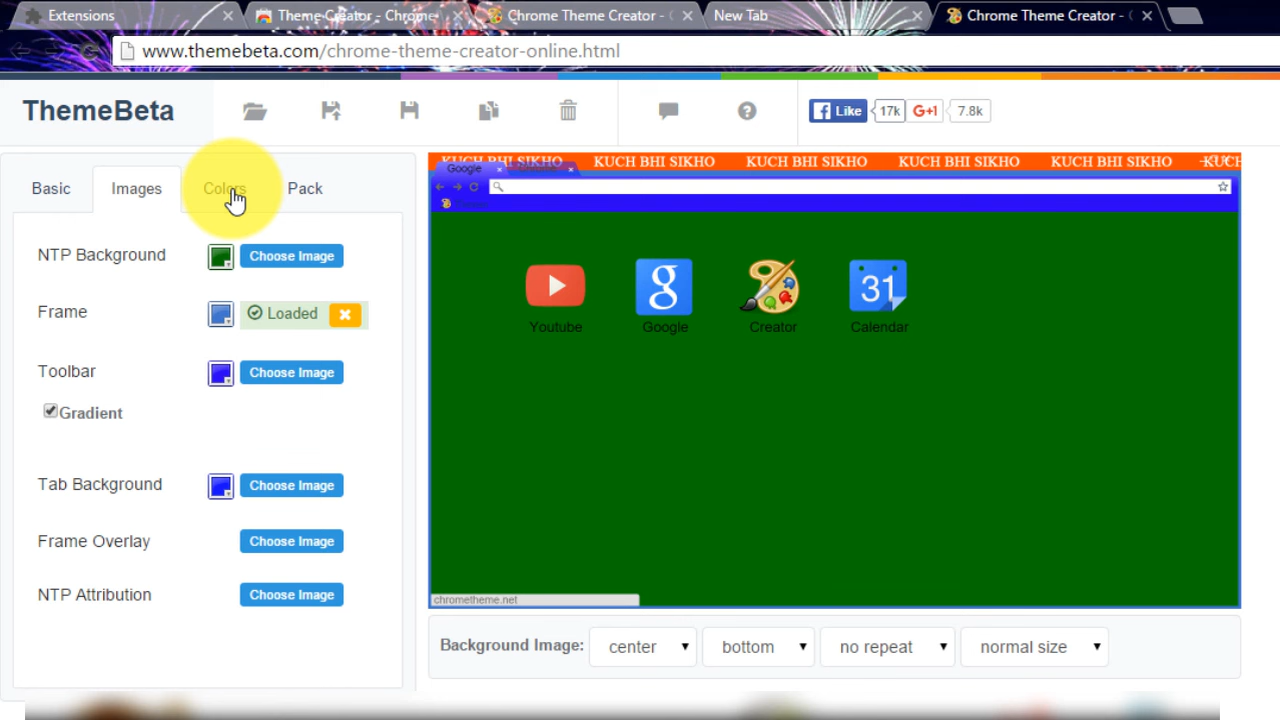 Extensions
Theme Creator - Chrome
Chrome Theme Creator - (
New Tab
Chrome Theme Creator - (
www.themebeta.com/chrome-theme-creator-online.html
ThemeBeta
Like
17k
G+1
7.8k
Basic
Images
Colors
Pack
NTP Background
Choose Image
Frame
Loaded
Toolbar
Choose Image
Gradient
Tab Background
Choose Image
Frame Overlay
Choose Image
NTP Attribution
Choose Image
KUCH BHI SIKHO KUCH BHI SIKHO KUCH BHI SIKHO KUCH BHI SIKHO KUCH BHI SIKHO KUCH
Google
31
Youtube
Google
Creator
Calendar
chrometheme.net
Background Image:
center
bottom
no repeat
normal size